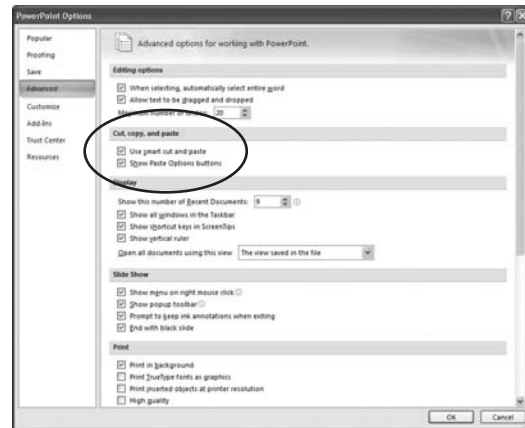 PowerPoint Options
Popular
Proofing
Save
Advanced
Customize
Add-Ins
Trust Center
Resources
Advanced options for working with PowerPoint.
Editing options
When selecting, automatically select entire word
Allow text to be dragged and dropped
Maximum number of undos: 20
Cut, copy, and paste
Use smart cut and paste
Show Paste Options buttons
Display
Show this number of Recent Documents: 9
Show all windows in the Taskbar
Show shortcut keys in ScreenTips
Show vertical ruler
Open all documents using this view The view saved in the file
Slide Show
Show menu on right mouse click
Show popup toolbar
Prompt to keep ink annotations when exiting
End with black slide
Print
Print in background
Print TrueType fonts as graphics
Print inserted objects at printer resolution
High quality
OK Cancel